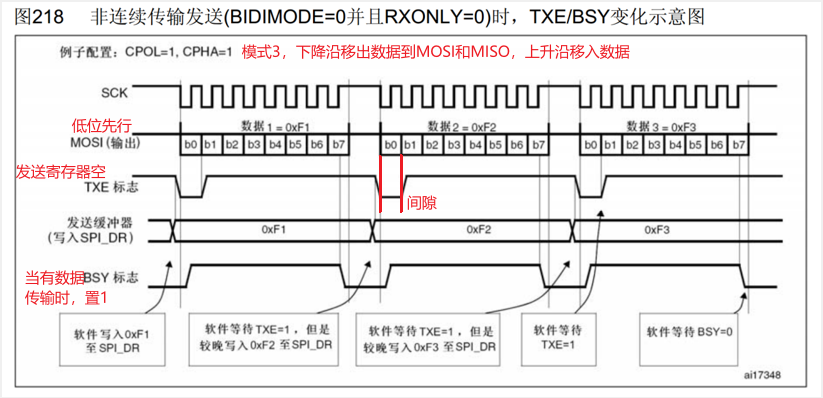 图218 非连续传输发送(BIDIMODE=0并且RXONLY=0)时，TXE/BSY变化示意图
例子配置: CPOL=1, CPHA=1 模式3，下降沿移出数据到MOSI和MISO，上升沿移入数据
SCK
低位先行
数据 1 = 0xF1 数据2 = 0xF2 数据 3 = 0xF3
MOSI (输出) b0 b1 b2 b3 b4 b5 b6 b7 b0 b1 b2 b3 b4 b5 b6 b7 b0 b1 b2 b3 b4 b5 b6 b7
发送寄存器空
TXE 标志
间隙
发送缓冲器
(写入SPI_DR) 0xF1 0xF2 0xF3
当有数据
传输时，置1
BSY 标志
软件写入0xF1
至SPI_DR
软件等待 TXE=1，但是
较晚写入0xF2 至SPI_DR
软件等待 TXE=1，但是
较晚写入0xF3 至SPI_DR
软件等待
TXE=1
软件等待 BSY=0
ai17348